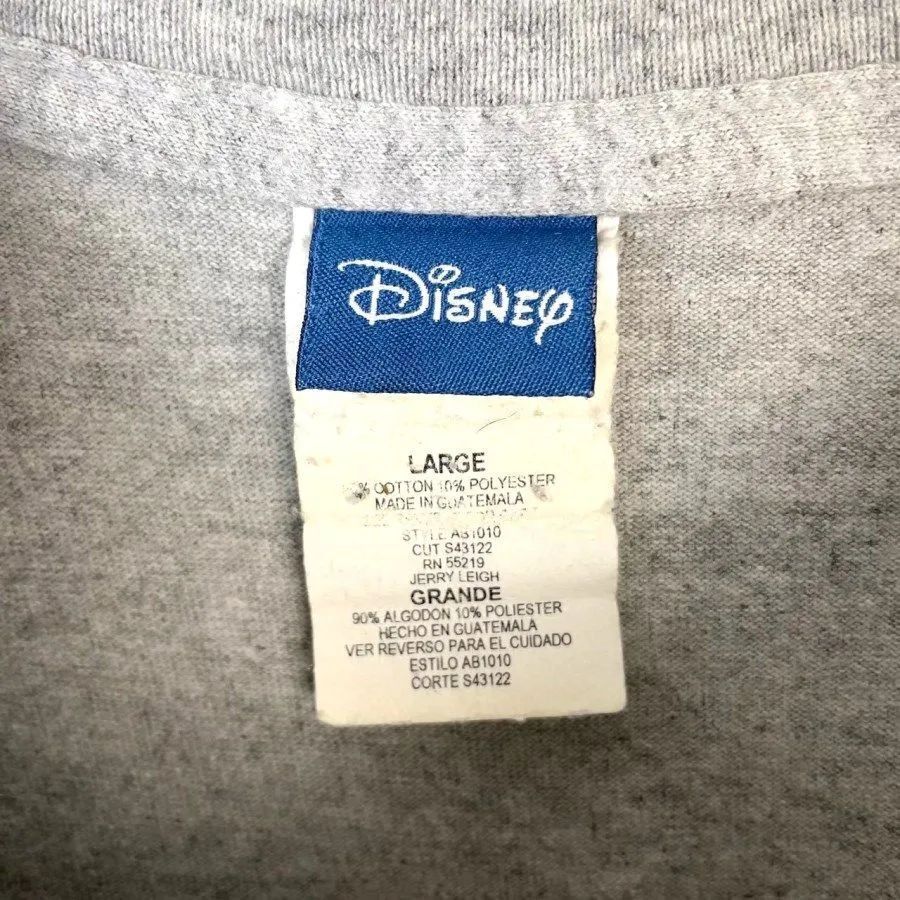 Disney
LARGE
% COTTON 10% POLYESTER
MADE IN GUATEMALA
STYLE AB1010
CUT S43122
RN 55219
JERRY LEIGH
GRANDE
90% ALGODON 10% POLIESTER
HECHO EN GUATEMALA
VER REVERSO PARA EL CUIDADO
ESTILO AB1010
CORTE S43122